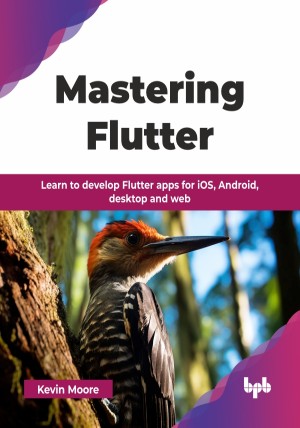 Mastering
Flutter
Learn to develop Flutter apps for iOS, Android,
desktop and web
Kevin Moore
bpb